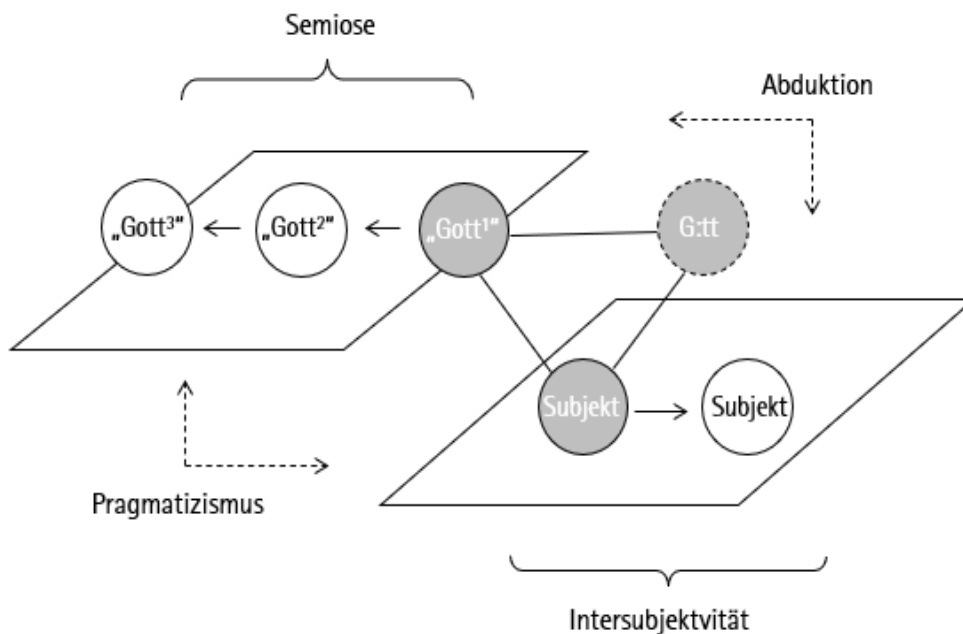 Semiose
Abduktion
„Gott³“ „Gott²“ „Gott¹“ G:tt
Subjekt Subjekt
Pragmatizismus
Intersubjektvität